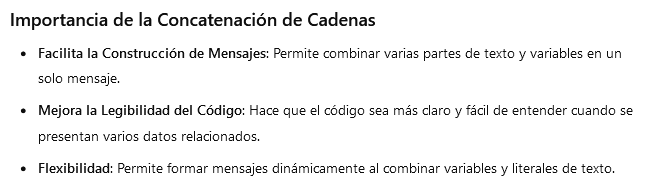 Importancia de la Concatenación de Cadenas
• Facilita la Construcción de Mensajes: Permite combinar varias partes de texto y variables en un
solo mensaje.
• Mejora la Legibilidad del Código: Hace que el código sea más claro y fácil de entender cuando se
presentan varios datos relacionados.
• Flexibilidad: Permite formar mensajes dinámicamente al combinar variables y literales de texto.